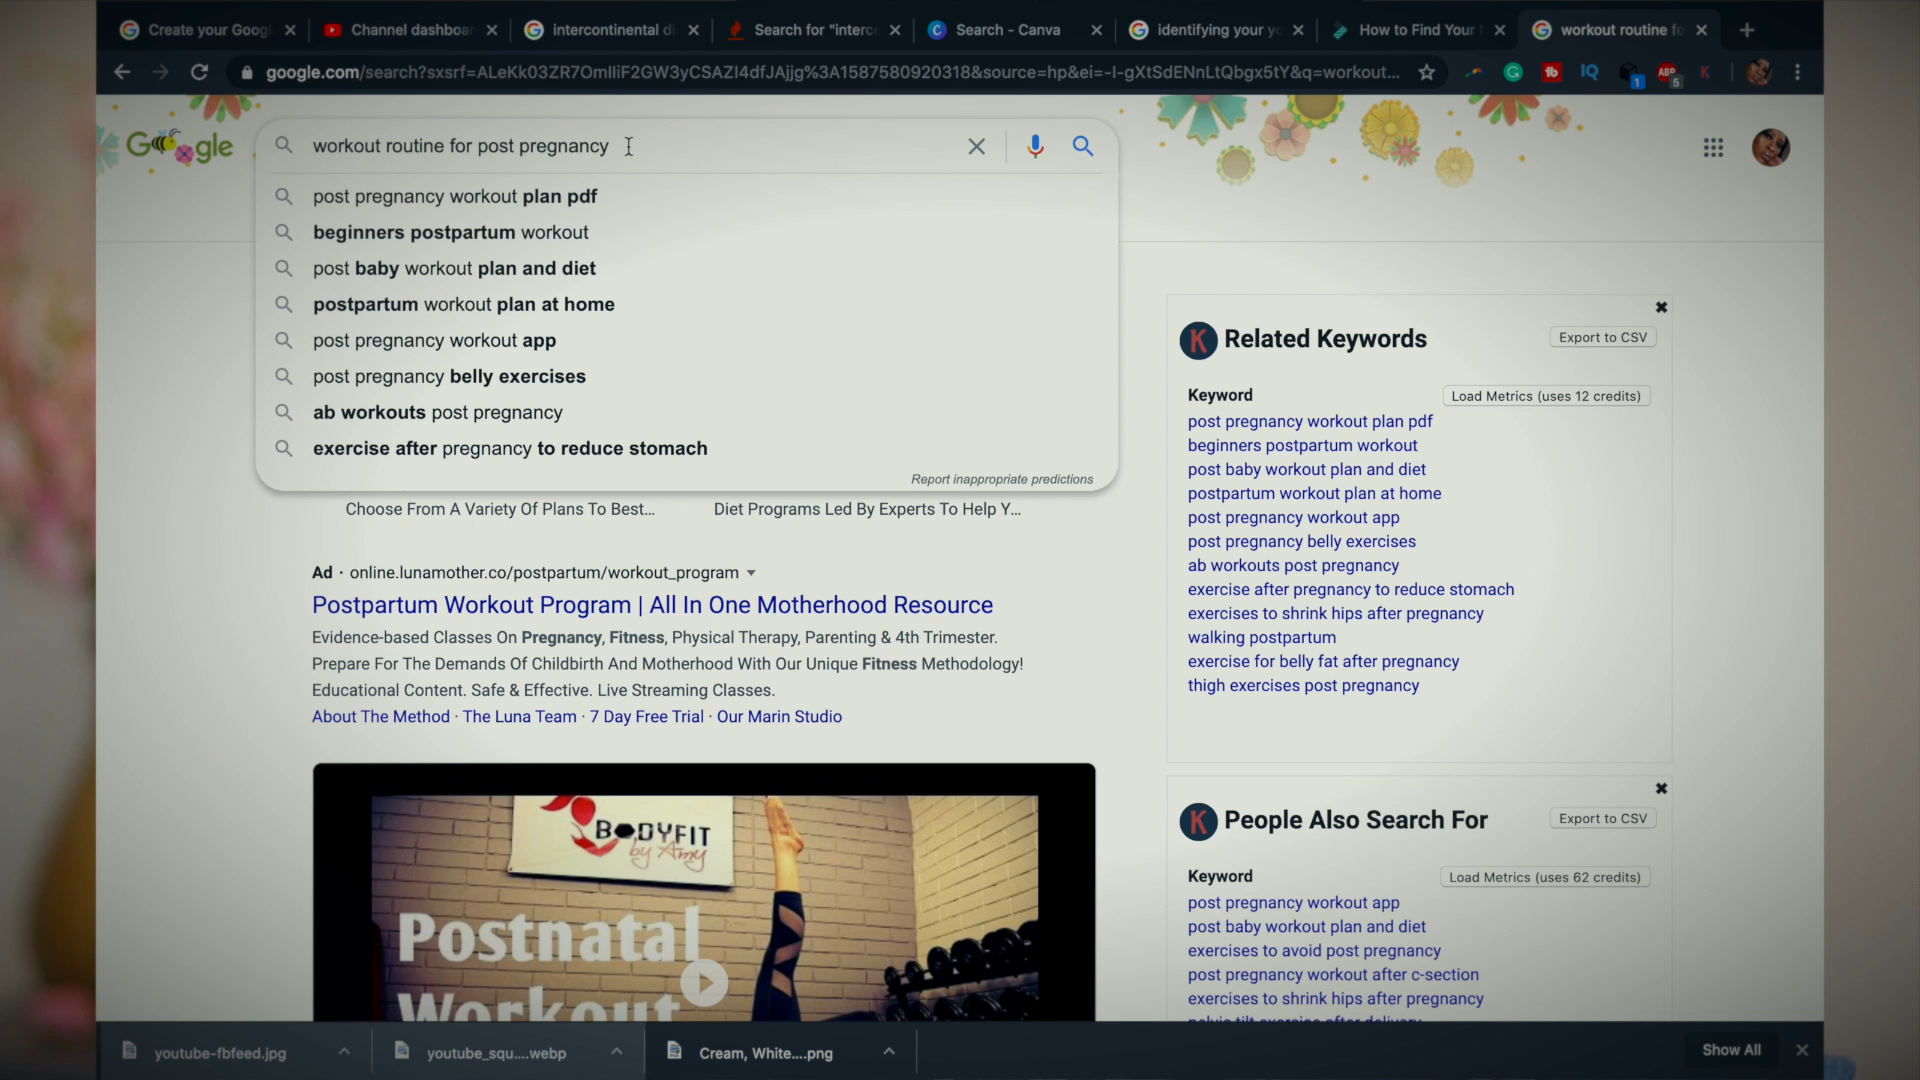 Create your Goog
Channel dashboar
intercontinental di
Search for "interc
Search - Canva
identifying your yo
How to Find Your
workout routine fo
google.com/search?sxsrf=ALeKk03ZR7OmIliF2GW3yCSAZI4dfJAjjg%3A1587580920318&source=hp&ei=-I-gXtSdENnLtQbgx5tY&q=workout...
Google
workout routine for post pregnancy
post pregnancy workout plan pdf
beginners postpartum workout
post baby workout plan and diet
postpartum workout plan at home
post pregnancy workout app
post pregnancy belly exercises
ab workouts post pregnancy
exercise after pregnancy to reduce stomach
Report inappropriate predictions
Choose From A Variety Of Plans To Best...
Diet Programs Led By Experts To Help Y...
Ad · online.lunamother.co/postpartum/workout_program
Postpartum Workout Program | All In One Motherhood Resource
Evidence-based Classes On Pregnancy, Fitness, Physical Therapy, Parenting & 4th Trimester.
Prepare For The Demands Of Childbirth And Motherhood With Our Unique Fitness Methodology!
Educational Content. Safe & Effective. Live Streaming Classes.
About The Method · The Luna Team · 7 Day Free Trial · Our Marin Studio
BODYFIT
by Amy
Postnatal
Workout
Related Keywords
Export to CSV
Keyword
Load Metrics (uses 12 credits)
post pregnancy workout plan pdf
beginners postpartum workout
post baby workout plan and diet
postpartum workout plan at home
post pregnancy workout app
post pregnancy belly exercises
ab workouts post pregnancy
exercise after pregnancy to reduce stomach
exercises to shrink hips after pregnancy
walking postpartum
exercise for belly fat after pregnancy
thigh exercises post pregnancy
People Also Search For
Export to CSV
Keyword
Load Metrics (uses 62 credits)
post pregnancy workout app
post baby workout plan and diet
exercises to avoid post pregnancy
post pregnancy workout after c-section
exercises to shrink hips after pregnancy
pelvic tilt exercise after delivery
youtube-fbfeed.jpg
youtube_squ....webp
Cream, White....png
Show All